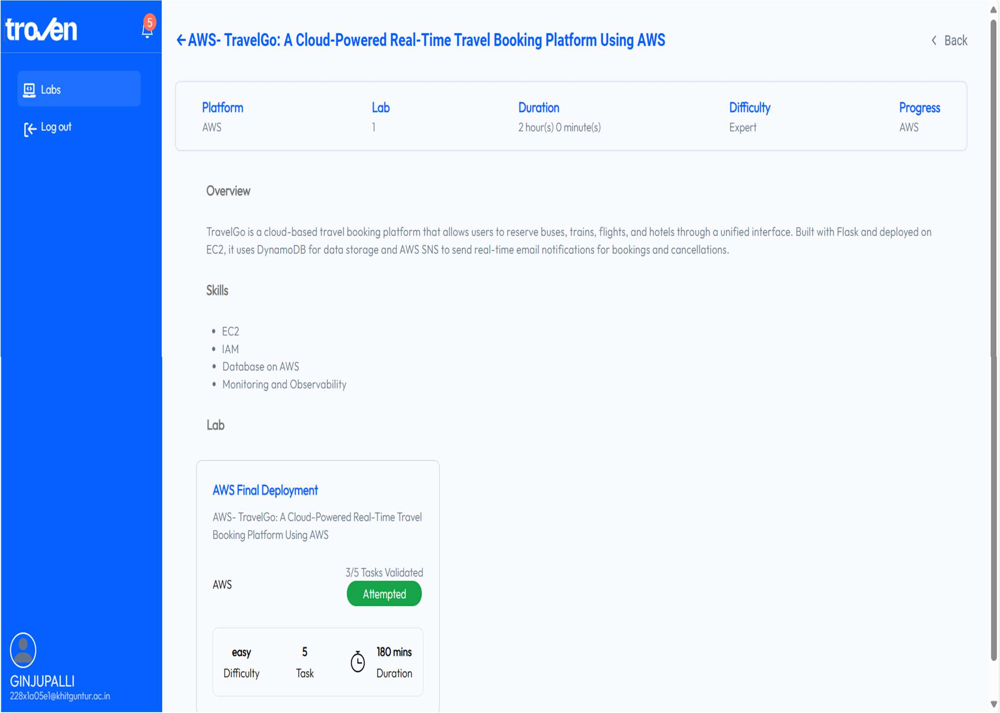 troven
5
Labs
Log out
GINJUPALLI
228x1a05e1@khitguntur.ac.in
AWS- TravelGo: A Cloud-Powered Real-Time Travel Booking Platform Using AWS
Back
Platform
AWS
Lab
1
Duration
2 hour(s) 0 minute(s)
Difficulty
Expert
Progress
AWS
Overview
TravelGo is a cloud-based travel booking platform that allows users to reserve buses, trains, flights, and hotels through a unified interface. Built with Flask and deployed on
EC2, it uses DynamoDB for data storage and AWS SNS to send real-time email notifications for bookings and cancellations.
Skills
• EC2
• IAM
• Database on AWS
• Monitoring and Observability
Lab
AWS Final Deployment
AWS- TravelGo: A Cloud-Powered Real-Time Travel
Booking Platform Using AWS
AWS
3/5 Tasks Validated
Attempted
easy
Difficulty
5
Task
180 mins
Duration